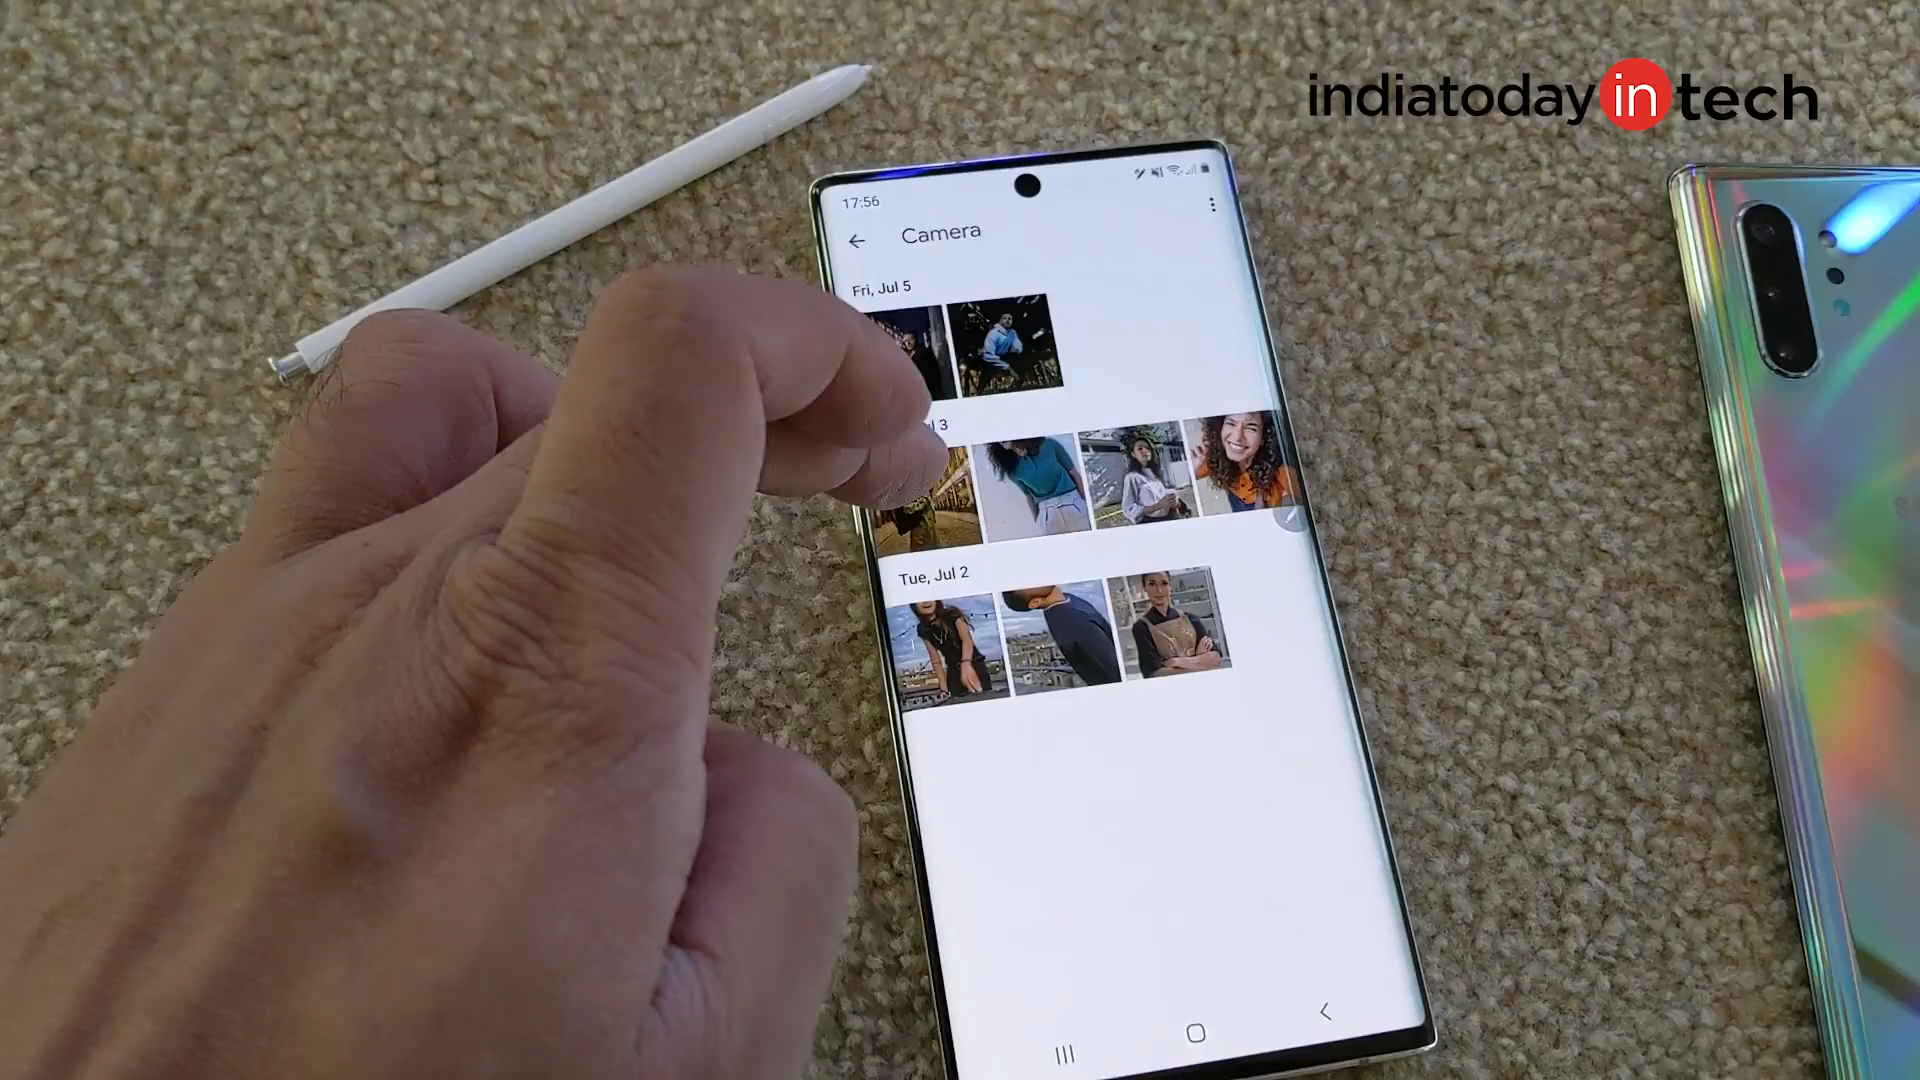 indiatoday in tech
17:56
Camera
Fri, Jul 5
3
Tue, Jul 2